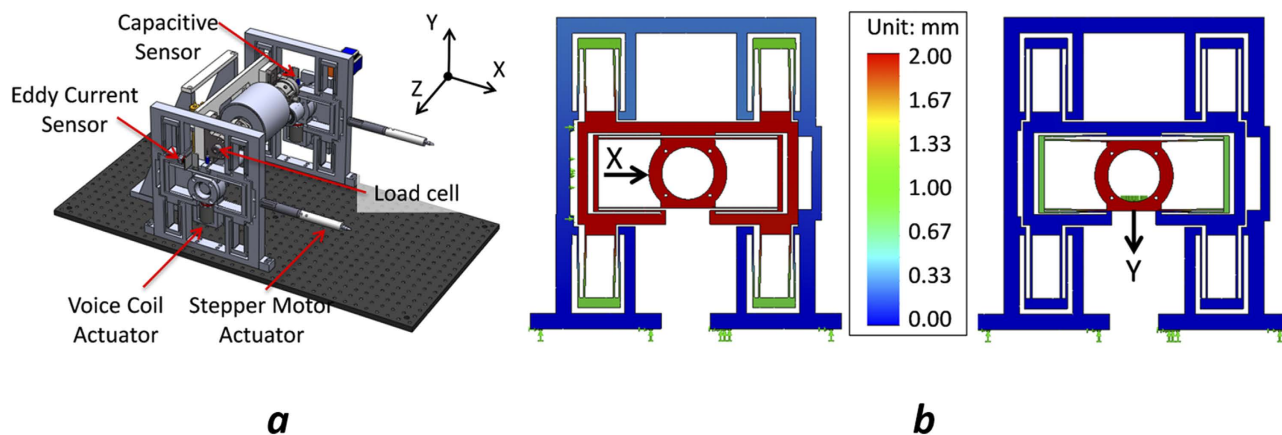 Capacitive
Sensor
Y
X
Z
Eddy Current
Sensor
Load cell
Voice Coil
Actuator
Stepper Motor
Actuator
a
X
Unit: mm
2.00
1.67
1.33
1.00
0.67
0.33
0.00
Y
b